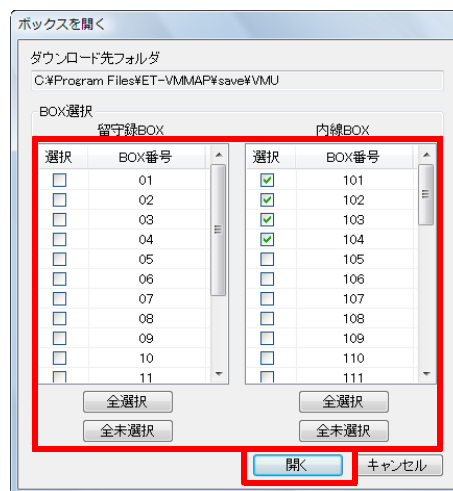 ボックスを開く
ダウンロード先フォルダ
C:¥Program Files¥ET-VMMAP¥save¥VMU
BOX選択
留守録BOX 内線BOX
選択 BOX番号 選択 BOX番号
01 101
02 102
03 103
04 104
05 105
06 106
07 107
08 108
09 109
10 110
11 111
全選択 全選択
全未選択 全未選択
開く キャンセル